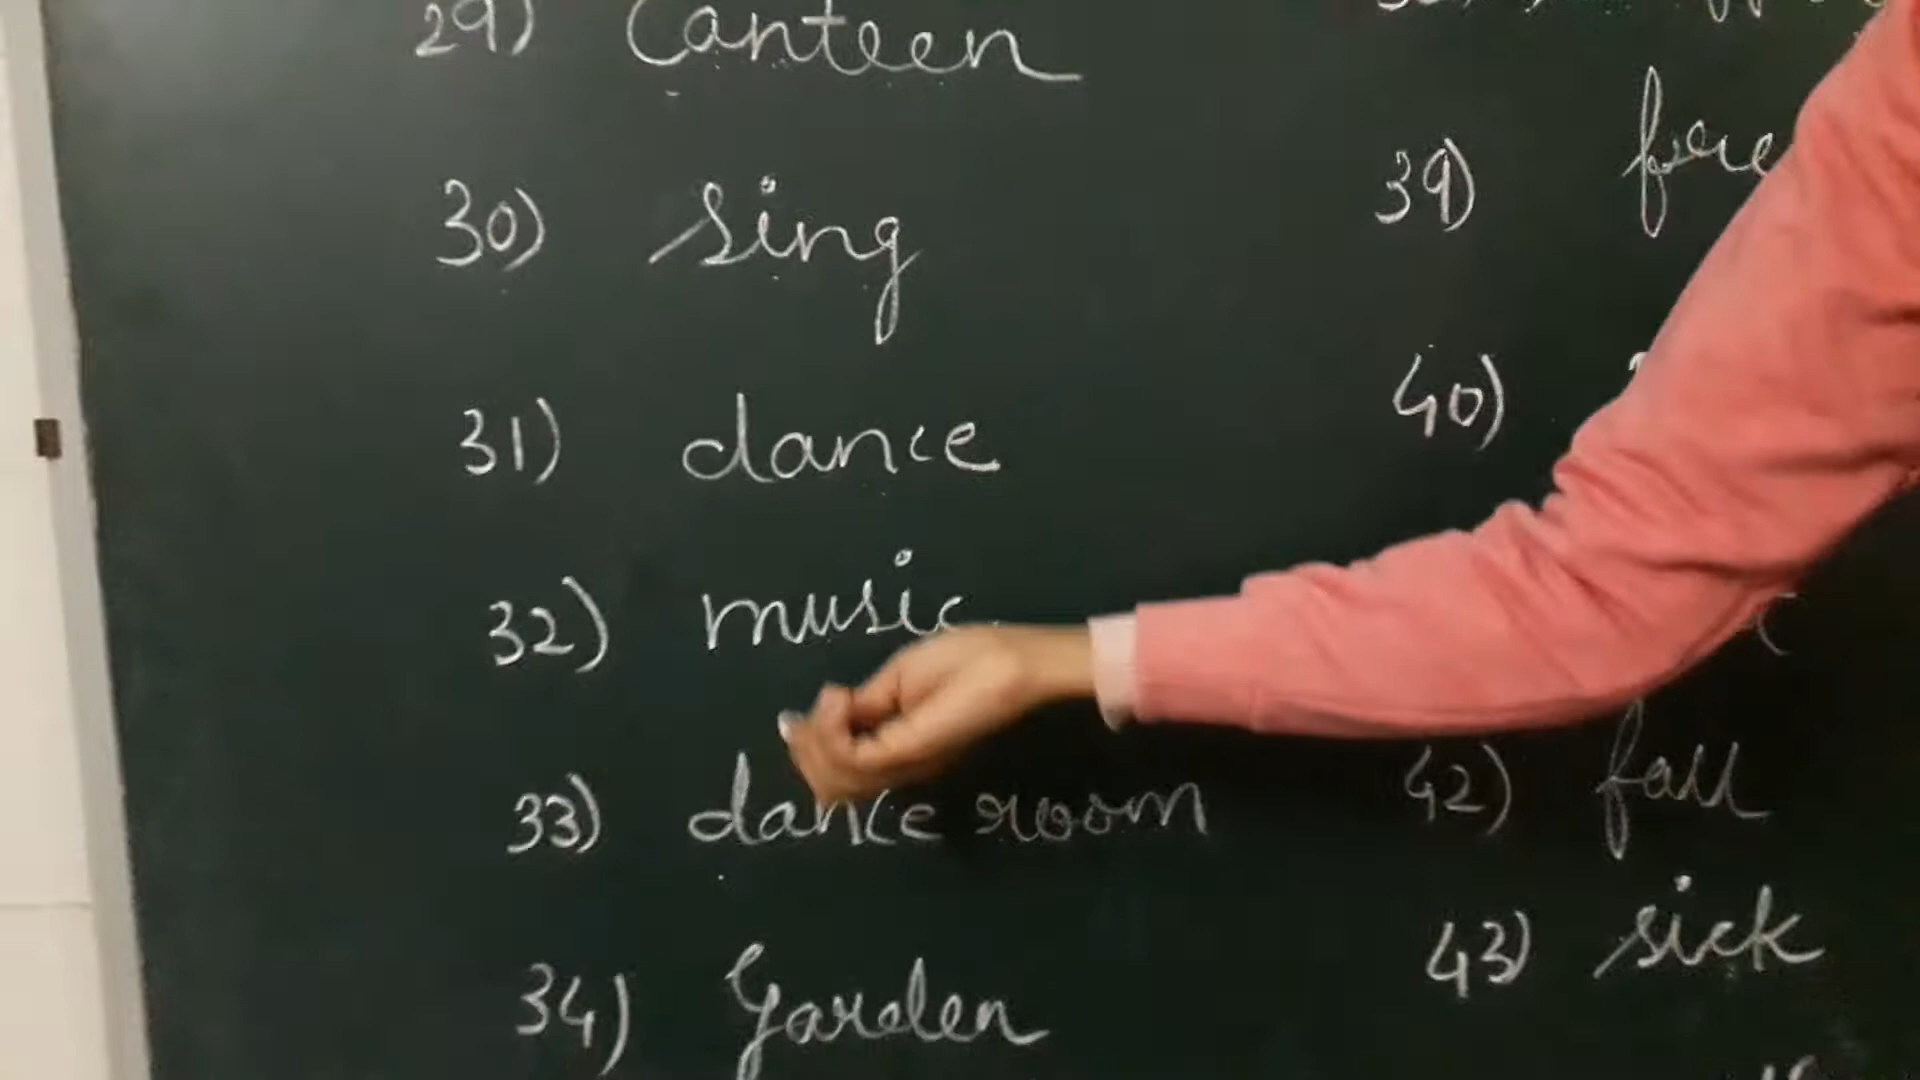 29) Canteen
30) sing
31) dance
32) music
33) dance room
34) Garden
39)
40)
42) fall
43) sick